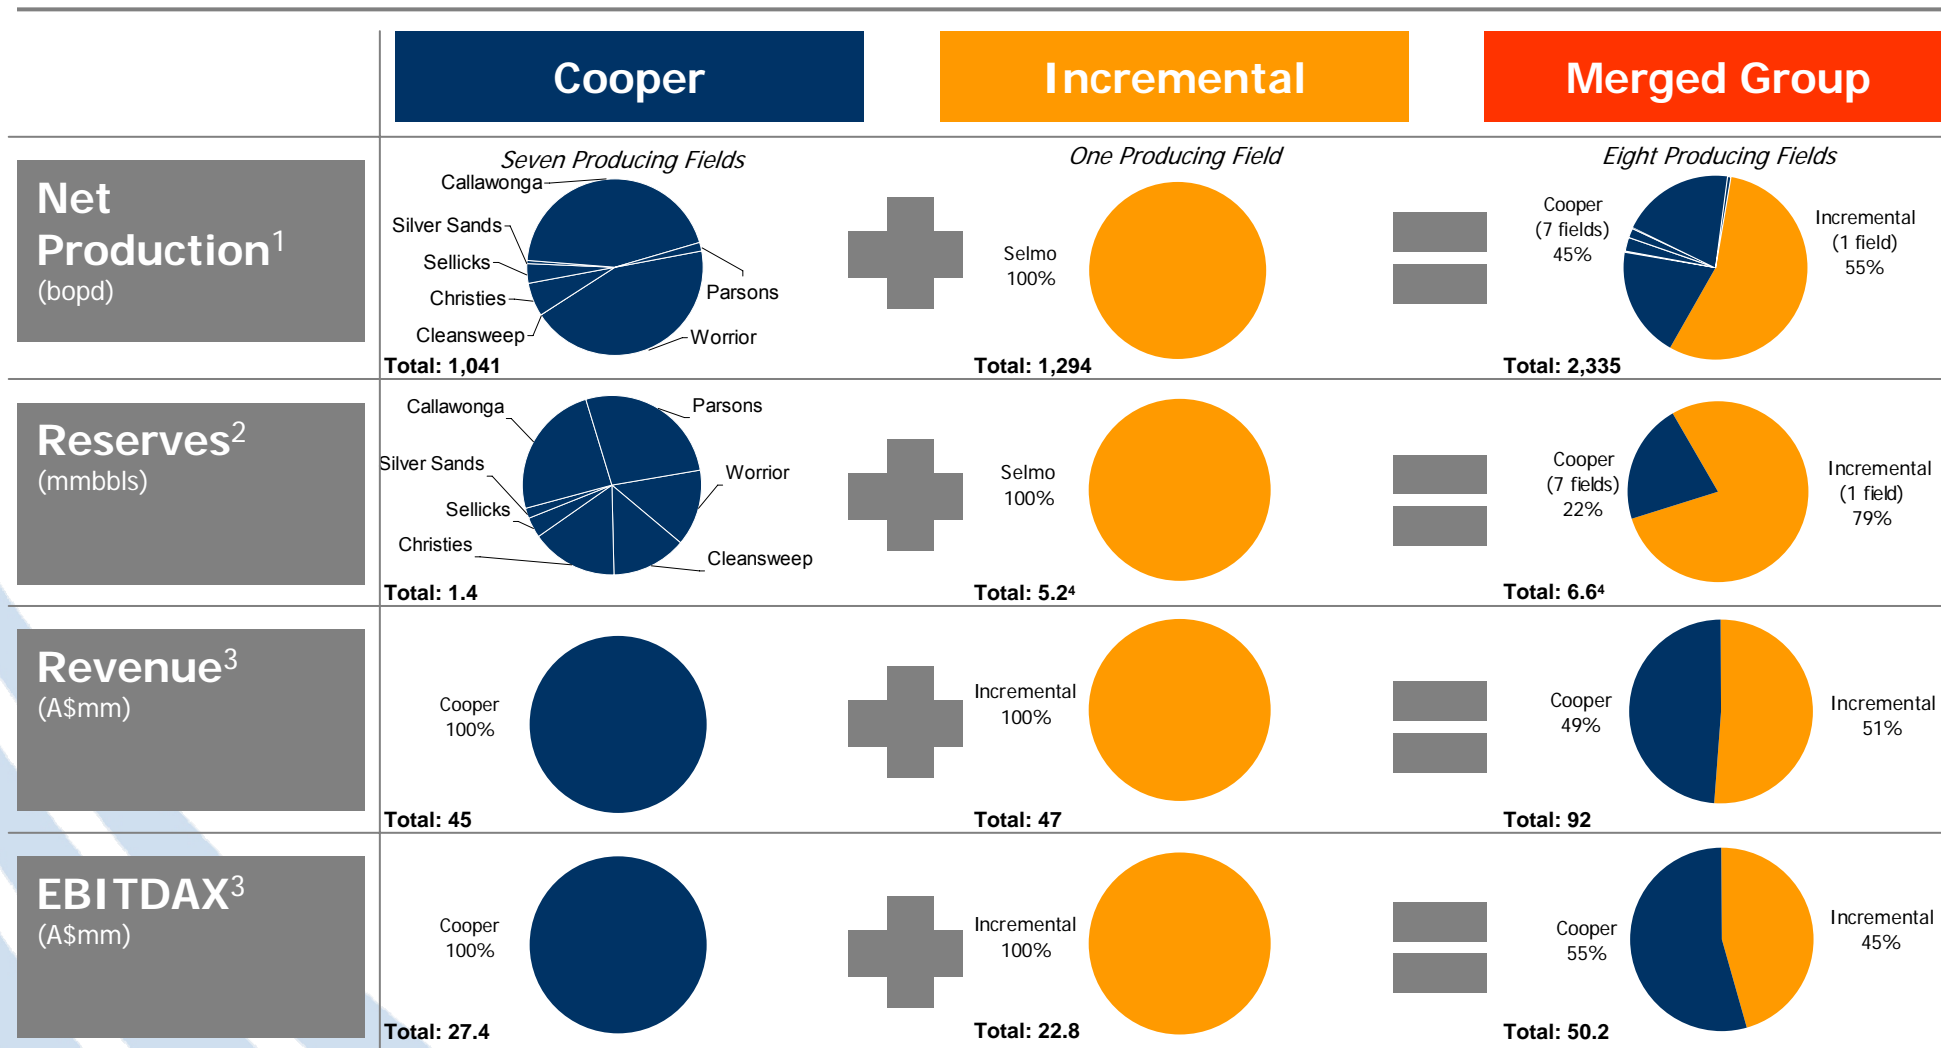 Cooper
Incremental
Merged Group
Net
Production¹
(bopd)
Seven Producing Fields
Callawonga
Silver Sands
Sellicks
Christies
Cleansweep
Parsons
Worrior
Total: 1,041
One Producing Field
Selmo
100%
Total: 1,294
Eight Producing Fields
Cooper
(7 fields)
45%
Incremental
(1 field)
55%
Total: 2,335
Reserves²
(mmbbls)
Callawonga
Silver Sands
Sellicks
Christies
Parsons
Worrior
Cleansweep
Total: 1.4
Selmo
100%
Total: 5.2⁴
Cooper
(7 fields)
22%
Incremental
(1 field)
79%
Total: 6.6⁴
Revenue³
(A$mm)
Cooper
100%
Total: 45
Incremental
100%
Total: 47
Cooper
49%
Incremental
51%
Total: 92
EBITDAX³
(A$mm)
Cooper
100%
Total: 27.4
Incremental
100%
Total: 22.8
Cooper
55%
Incremental
45%
Total: 50.2